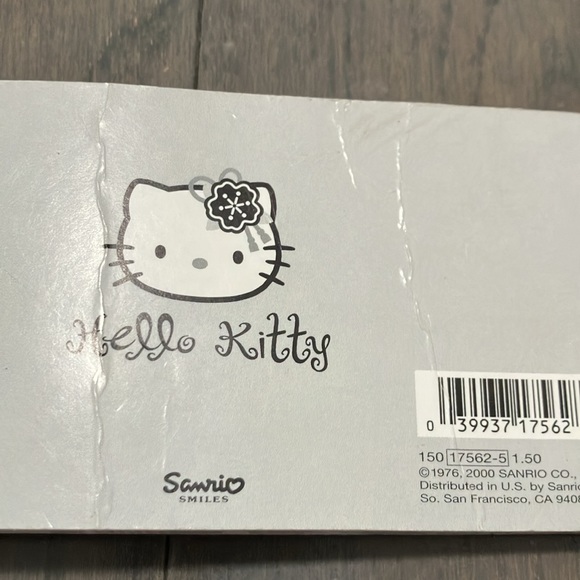 Hello Kitty
Sanrio
SMILES
0 39937 17562
150 17562-5 1.50
©1976, 2000 SANRIO CO.,
Distributed in U.S. by Sanrio
So. San Francisco, CA 9408